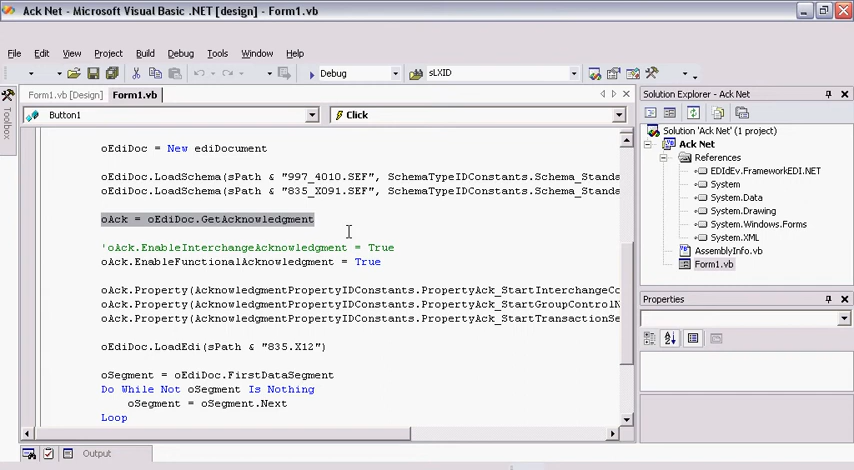 Ack Net - Microsoft Visual Basic .NET [design] - Form1.vb
File Edit View Project Build Debug Tools Window Help
Debug sLXID
Form1.vb [Design] Form1.vb
Button1 Click
Toolbox
oEdiDoc = New ediDocument
oEdiDoc.LoadSchema(sPath & "997_4010.SEF", SchemaTypeIDConstants.Schema_Standa
oEdiDoc.LoadSchema(sPath & "835_X091.SEF", SchemaTypeIDConstants.Schema_Standa
oAck = oEdiDoc.GetAcknowledgment
'oAck.EnableInterchangeAcknowledgment = True
oAck.EnableFunctionalAcknowledgment = True
oAck.Property(AcknowledgmentPropertyIDConstants.PropertyAck_StartInterchangeCo
oAck.Property(AcknowledgmentPropertyIDConstants.PropertyAck_StartGroupControlN
oAck.Property(AcknowledgmentPropertyIDConstants.PropertyAck_StartTransactionSe
oEdiDoc.LoadEdi(sPath & "835.X12")
oSegment = oEdiDoc.FirstDataSegment
Do While Not oSegment Is Nothing
oSegment = oSegment.Next
Loop
Output
Solution Explorer - Ack Net
Solution 'Ack Net' (1 project)
Ack Net
References
EDIdEv.FrameworkEDI.NET
System
System.Data
System.Drawing
System.Windows.Forms
System.XML
AssemblyInfo.vb
Form1.vb
Properties